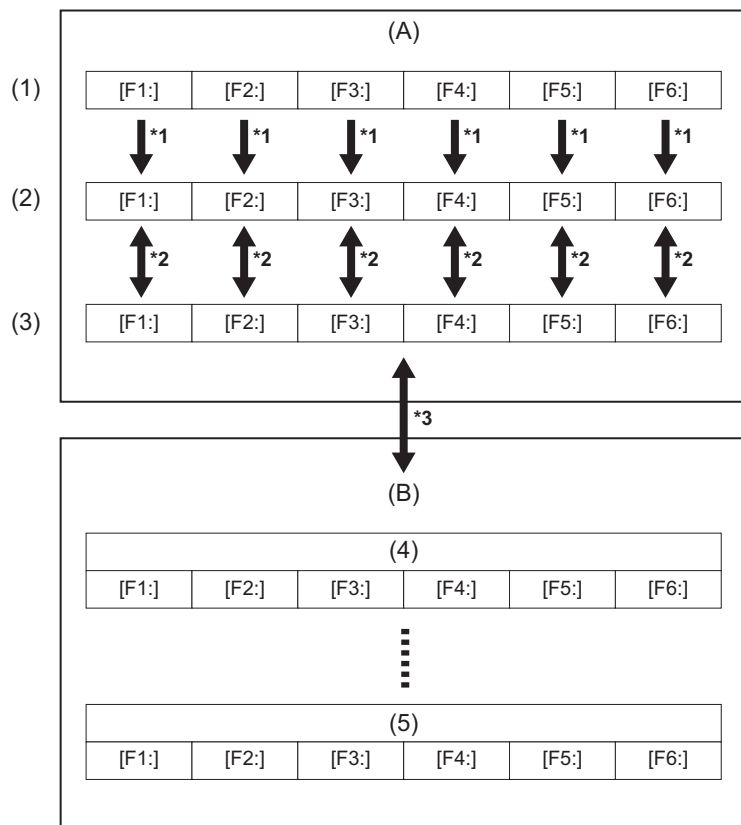 (A)
(1) [F1:] [F2:] [F3:] [F4:] [F5:] [F6:]
*1 *1 *1 *1 *1 *1
(2) [F1:] [F2:] [F3:] [F4:] [F5:] [F6:]
*2 *2 *2 *2 *2 *2
(3) [F1:] [F2:] [F3:] [F4:] [F5:] [F6:]
*3
(B)
(4)
[F1:] [F2:] [F3:] [F4:] [F5:] [F6:]
(5)
[F1:] [F2:] [F3:] [F4:] [F5:] [F6:]